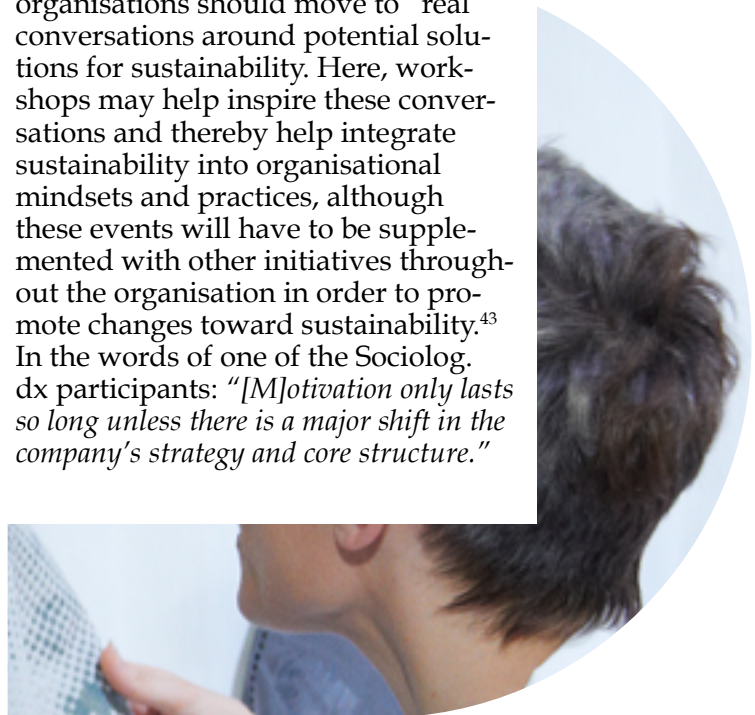 organisations should move to “real
conversations around potential solu-
tions for sustainability. Here, work-
shops may help inspire these conver-
sations and thereby help integrate
sustainability into organisational
mindsets and practices, although
these events will have to be supple-
mented with other initiatives through-
out the organisation in order to pro-
mote changes toward sustainability.⁴³
In the words of one of the Sociolog.
dx participants: “[M]otivation only lasts
so long unless there is a major shift in the
company’s strategy and core structure.”